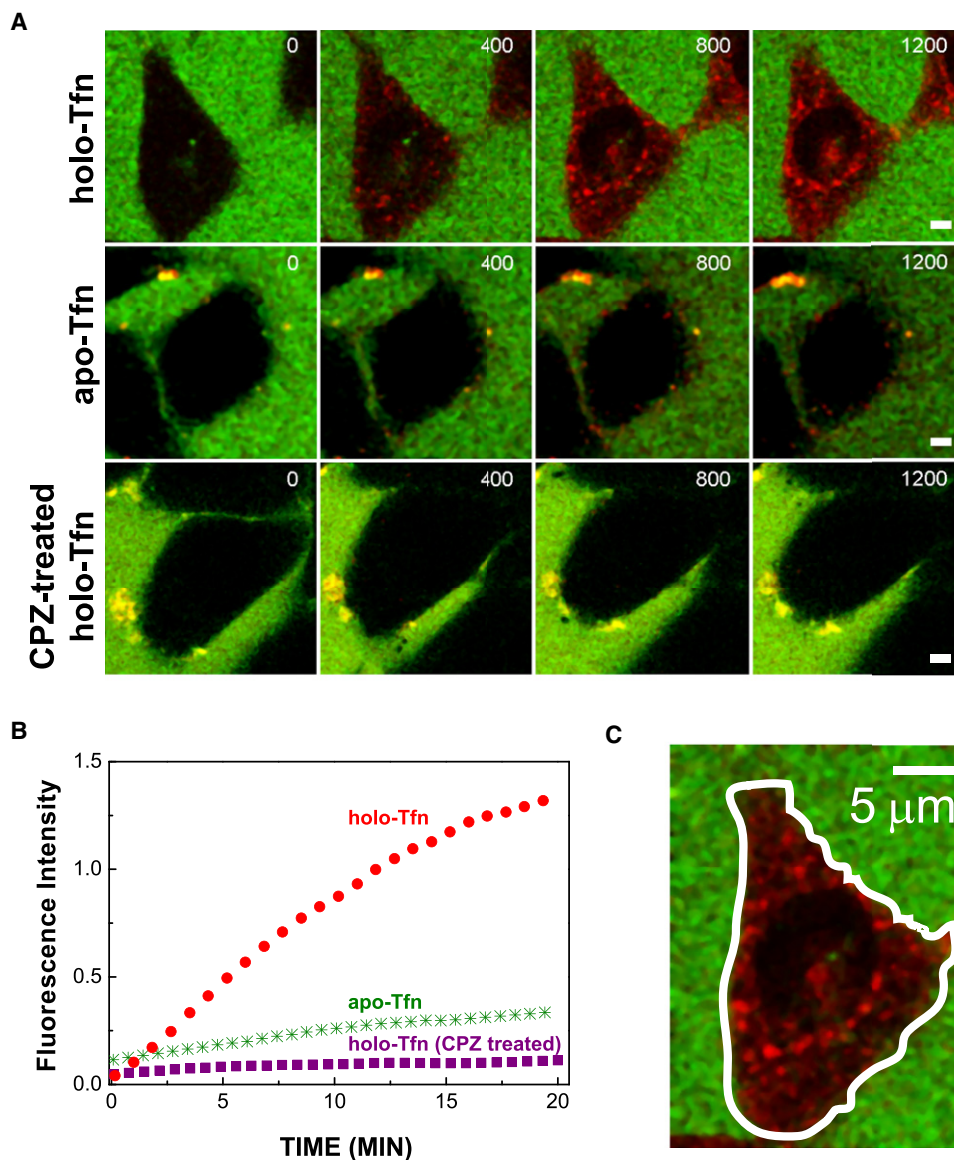 A
holo-Tfn
0
400
800
1200
apo-Tfn
0
400
800
1200
CPZ-treated
holo-Tfn
0
400
800
1200
B
Fluorescence Intensity
1.5
1.0
0.5
0.0
holo-Tfn
apo-Tfn
holo-Tfn (CPZ treated)
0
5
10
15
20
TIME (MIN)
C
5 μm